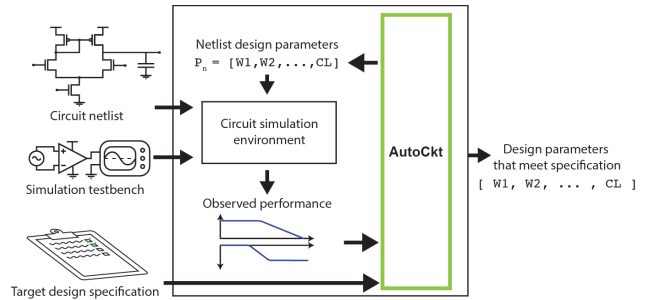 Netlist design parameters
Pn = [W1,W2,...,CL]
Circuit netlist
Circuit simulation
environment
AutoCkt
Design parameters
that meet specification
[ W1, W2, ... , CL ]
Simulation testbench
Observed performance
Target design specification